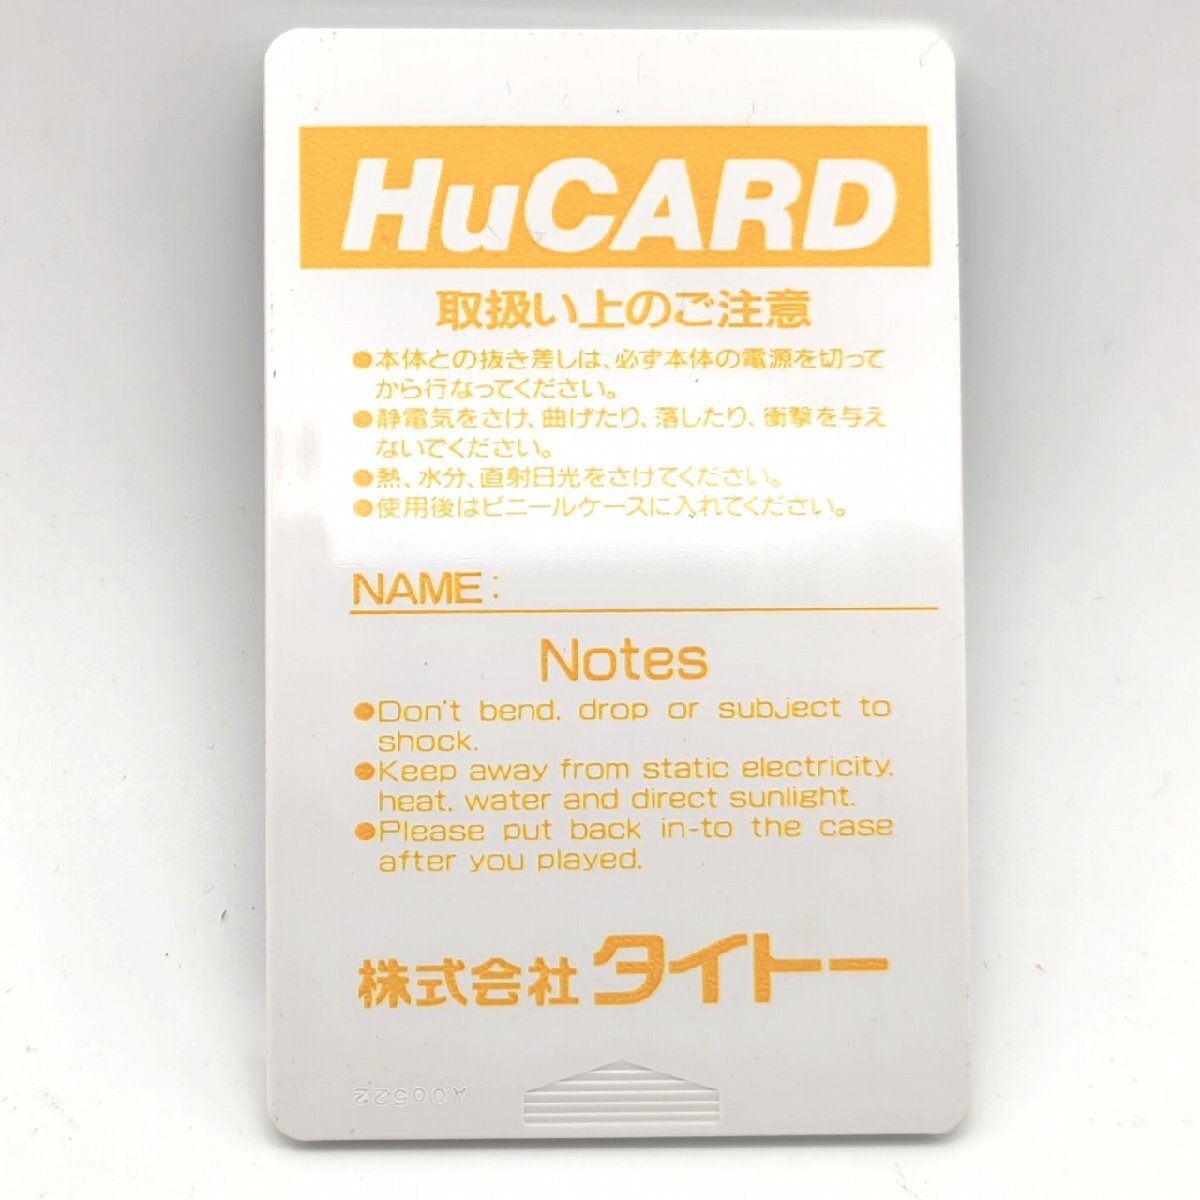 HuCARD
取扱い上のご注意
●本体との抜き差しは、必ず本体の電源を切って
から行なってください。
●静電気をさけ、曲げたり、落したり、衝撃を与え
ないでください。
●熱、水分、直射日光をさけてください。
●使用後はビニールケースに入れてください。
NAME:
Notes
●Don't bend, drop or subject to
shock.
●Keep away from static electricity,
heat, water and direct sunlight.
●Please put back in-to the case
after you played.
株式会社タイトー
A00522